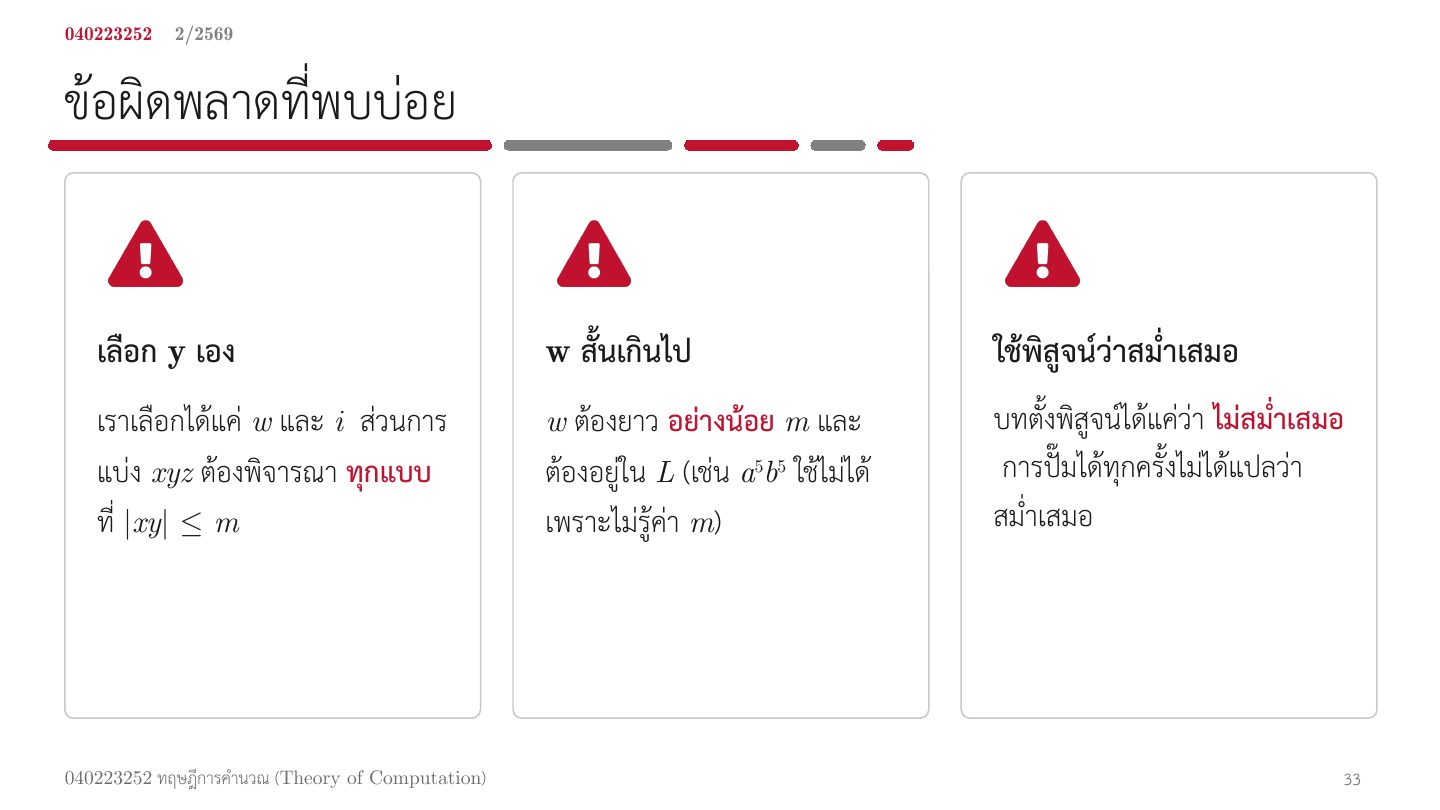 040223252 2/2569
ข้อผิดพลาดที่พบบ่อย
เลือก y เอง
เราเลือกได้แค่ w และ i ส่วนการ
แบ่ง xyz ต้องพิจารณา ทุกแบบ
ที่ |xy| ≤ m
w สั้นเกินไป
w ต้องยาว อย่างน้อย m และ
ต้องอยู่ใน L (เช่น a⁵b⁵ ใช้ไม่ได้
เพราะไม่รู้ค่า m)
ใช้พิสูจน์ว่าสม่ำเสมอ
บทตั้งพิสูจน์ได้แค่ว่า ไม่สม่ำเสมอ
การปั๊มได้ทุกครั้งไม่ได้แปลว่า
สม่ำเสมอ
040223252 ทฤษฎีการคำนวณ (Theory of Computation)
33